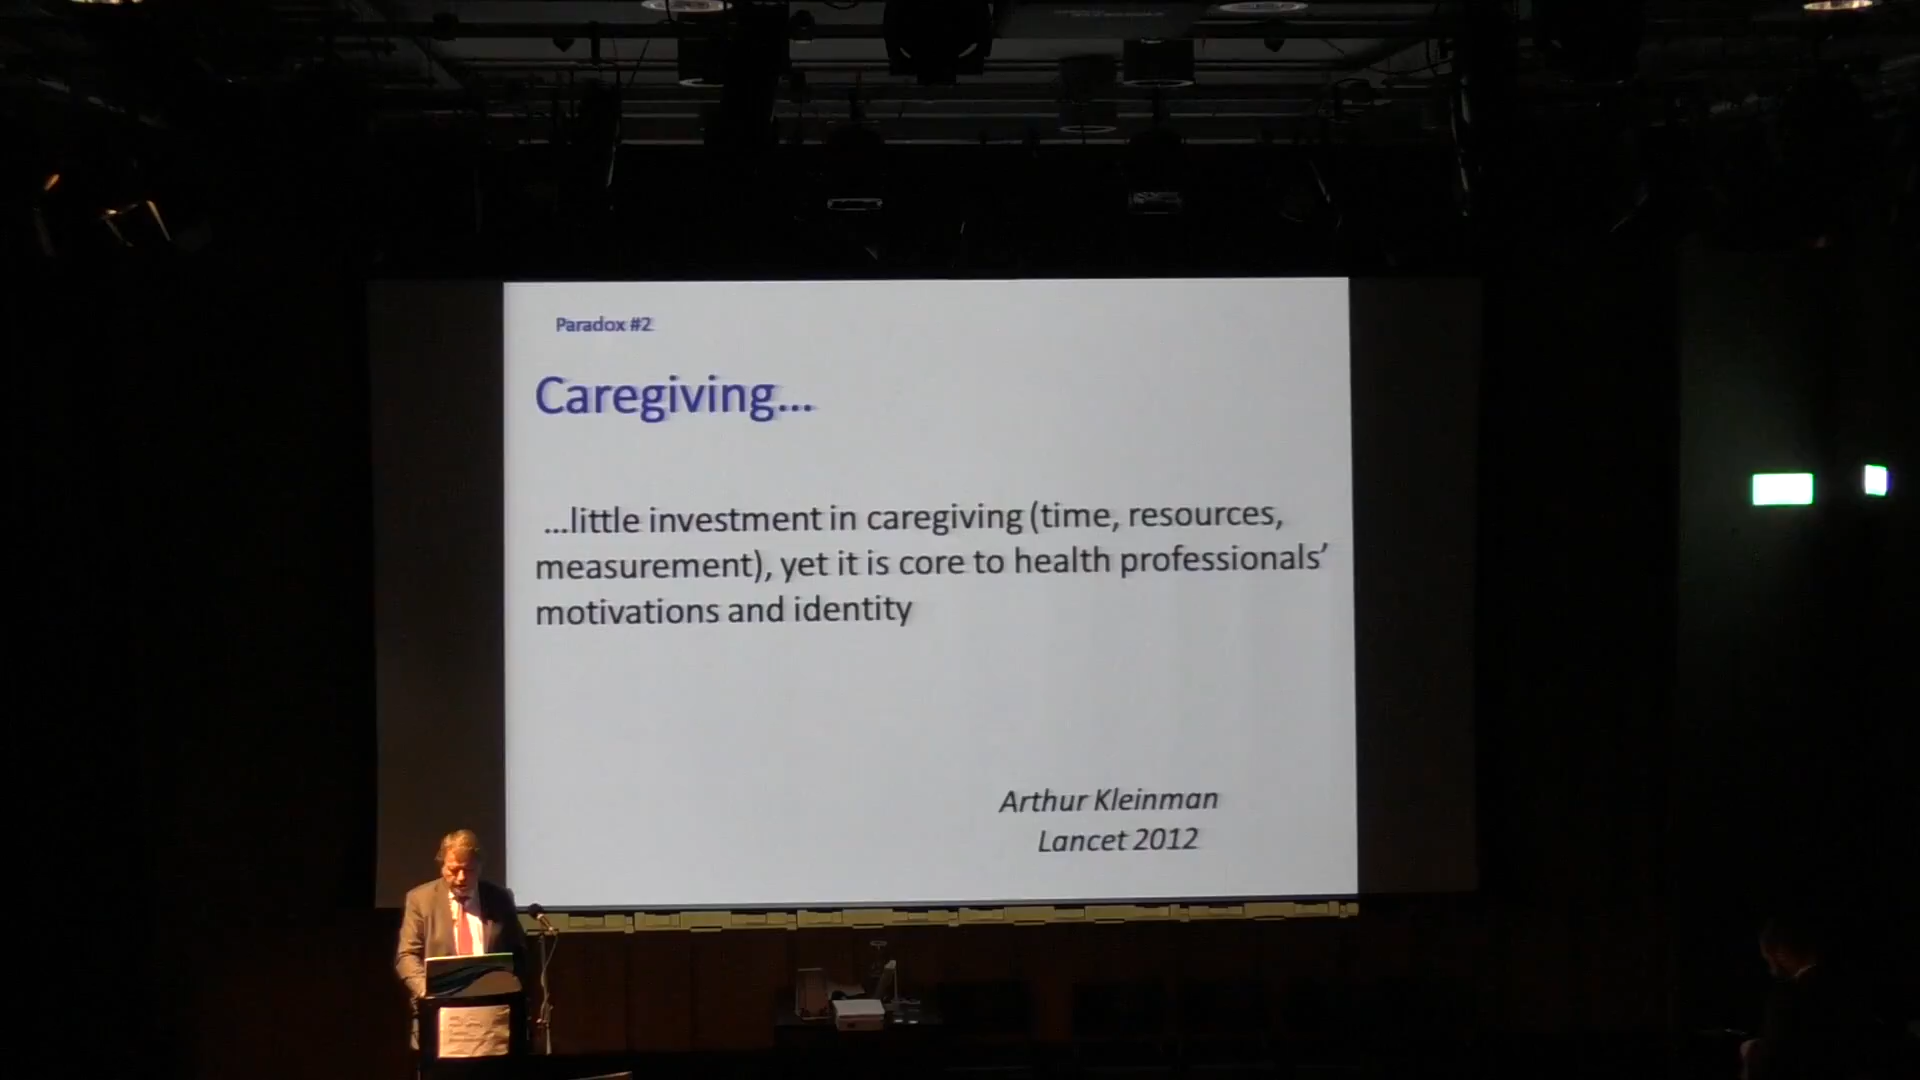 Paradox #2
Caregiving...
...little investment in caregiving (time, resources,
measurement), yet it is core to health professionals’
motivations and identity
Arthur Kleinman
Lancet 2012